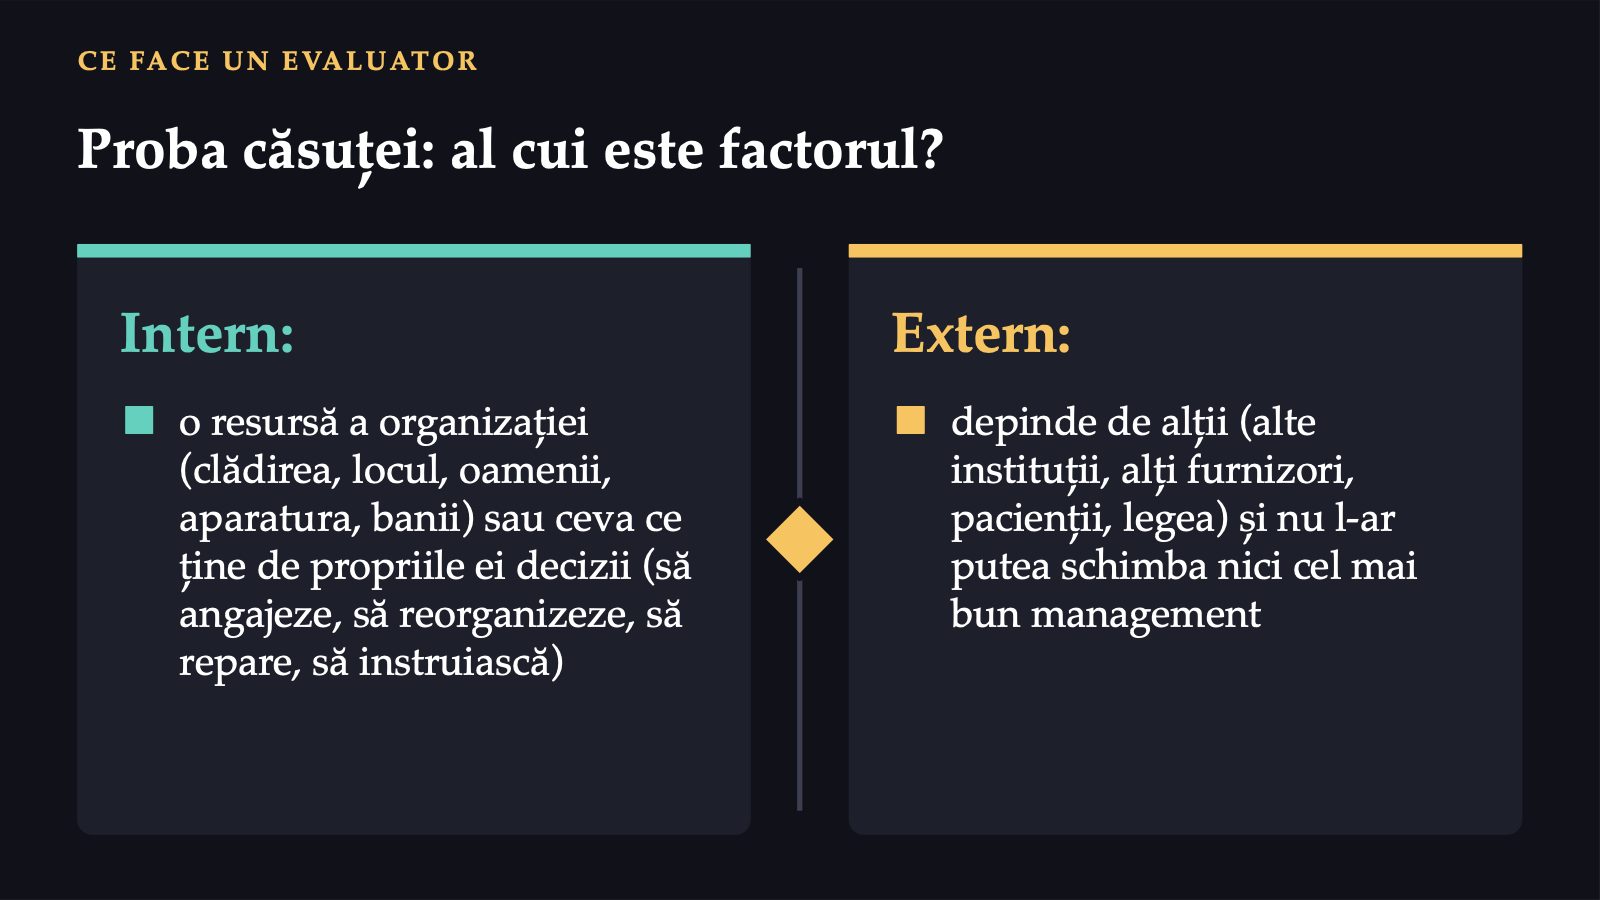 CE FACE UN EVALUATOR
Proba căsuței: al cui este factorul?
Intern:
o resursă a organizației
(clădirea, locul, oamenii,
aparatura, banii) sau ceva ce
ține de propriile ei decizii (să
angajeze, să reorganizeze, să
repare, să instruiască)
Extern:
depinde de alții (alte
instituții, alți furnizori,
pacienții, legea) și nu l-ar
putea schimba nici cel mai
bun management